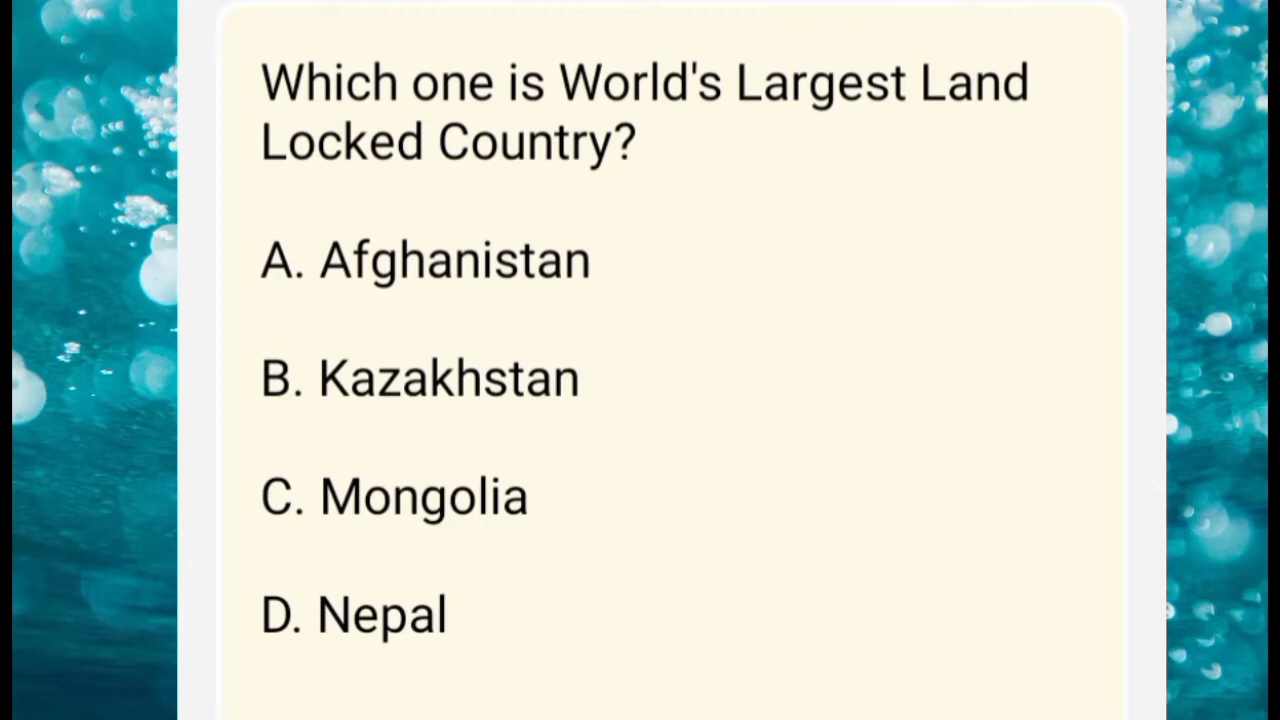 Which one is World's Largest Land
Locked Country?
A. Afghanistan
B. Kazakhstan
C. Mongolia
D. Nepal